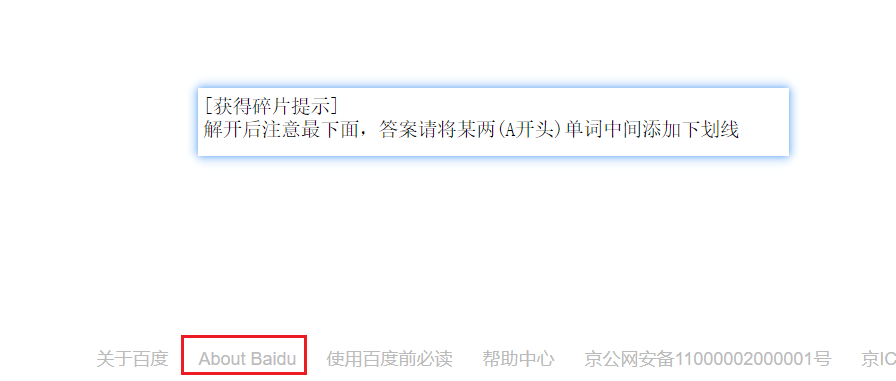 [获得碎片提示]
解开后注意最下面，答案请将某两(A开头)单词中间添加下划线
关于百度 About Baidu 使用百度前必读 帮助中心 京公网安备11000002000001号 京IC